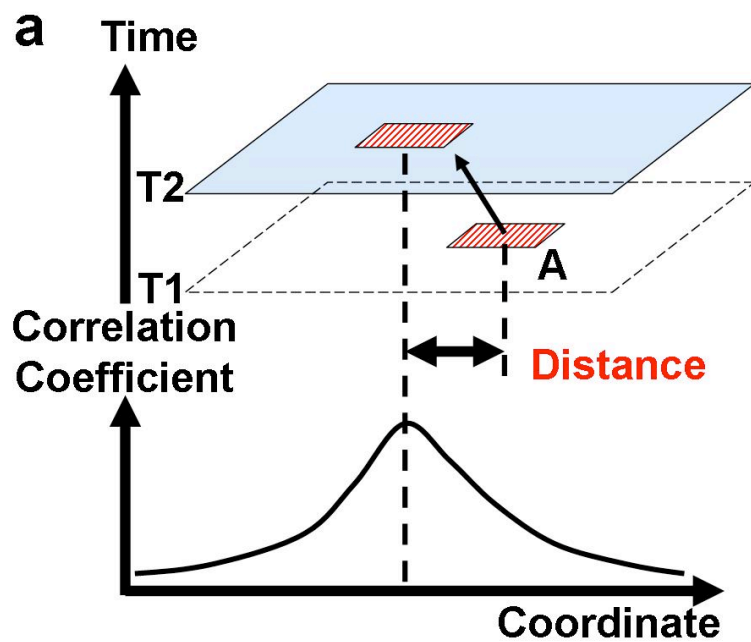 a
Time
T2
A
T1
Correlation
Coefficient
Distance
Coordinate